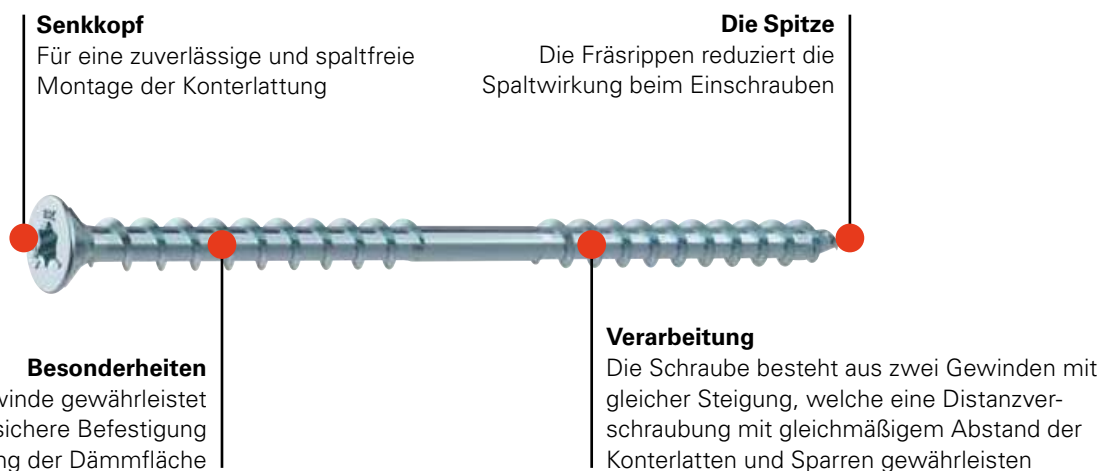 Senkkopf
Für eine zuverlässige und spaltfreie
Montage der Konterlattung
Die Spitze
Die Fräsrippen reduziert die
Spaltwirkung beim Einschrauben
Besonderheiten
winde gewährleistet
sichere Befestigung
ng der Dämmfläche
Verarbeitung
Die Schraube besteht aus zwei Gewinden mit
gleicher Steigung, welche eine Distanzver-
schraubung mit gleichmäßigem Abstand der
Konterlatten und Sparren gewährleisten